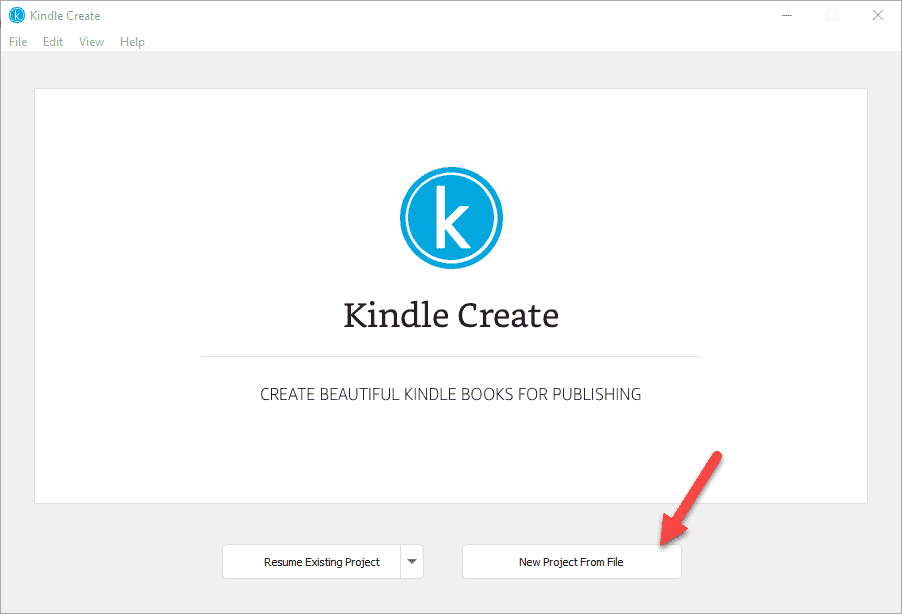 Kindle Create
File Edit View Help
k
Kindle Create
CREATE BEAUTIFUL KINDLE BOOKS FOR PUBLISHING
Resume Existing Project New Project From File